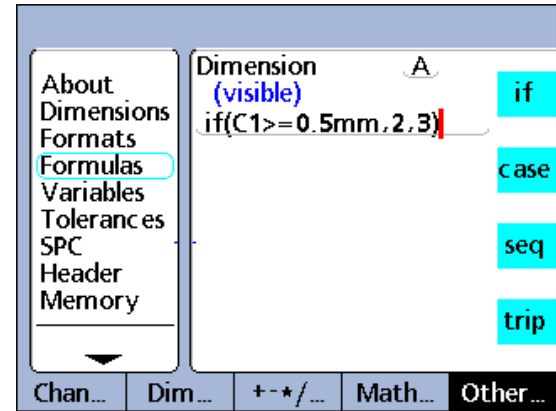 About
Dimensions
Formats
Formulas
Variables
Tolerances
SPC
Header
Memory
Dimension A
(visible)
if(C1>=0.5mm,2,3)
if
case
seq
trip
Chan...
Dim...
+-*/...
Math...
Other...